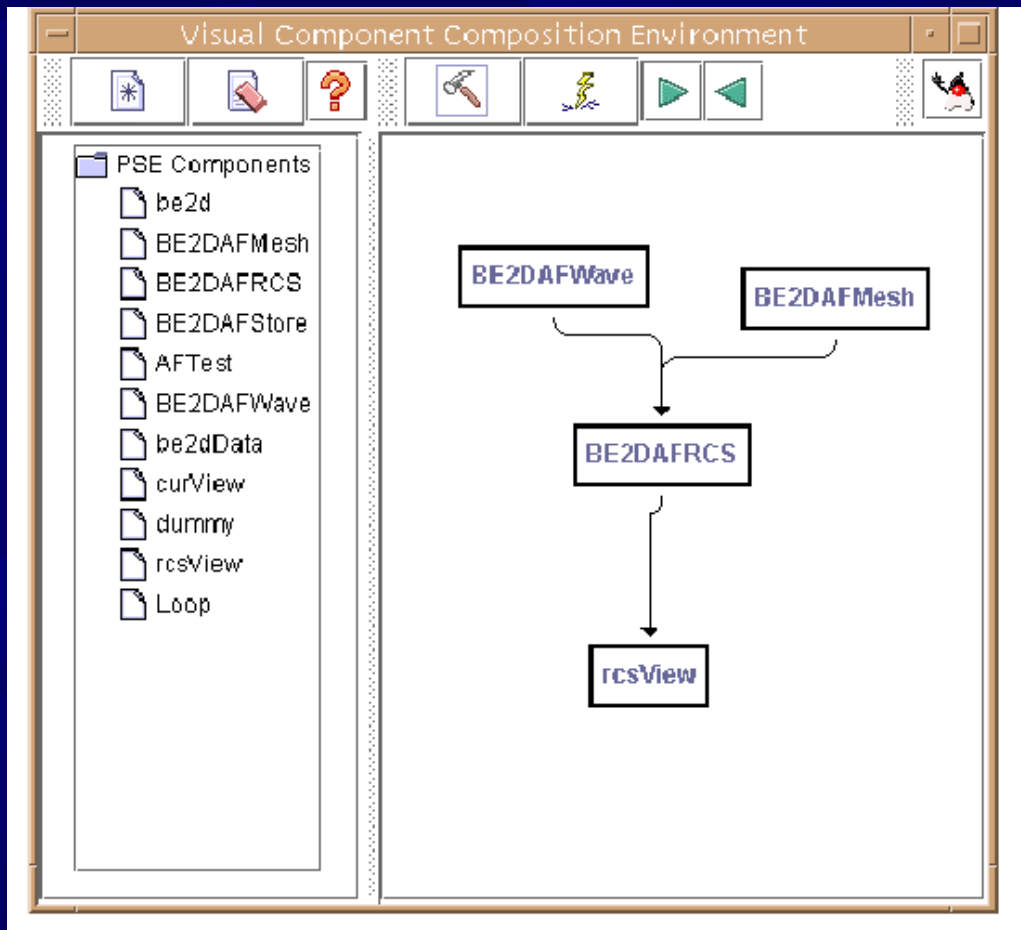 Visual Component Composition Environment
PSE Components
be2d
BE2DAFMesh
BE2DAFRCS
BE2DAFStore
AFTest
BE2DAFWave
be2dData
curView
dummy
rcsView
Loop
BE2DAFWave
BE2DAFMesh
BE2DAFRCS
rcsView